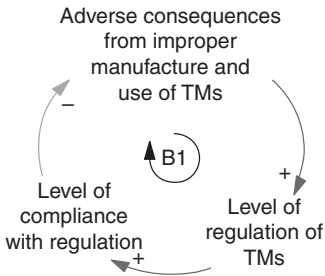 Adverse consequences
from improper
manufacture and
use of TMs
–
B1
+
Level of
compliance
with regulation
+
Level of
regulation of
TMs